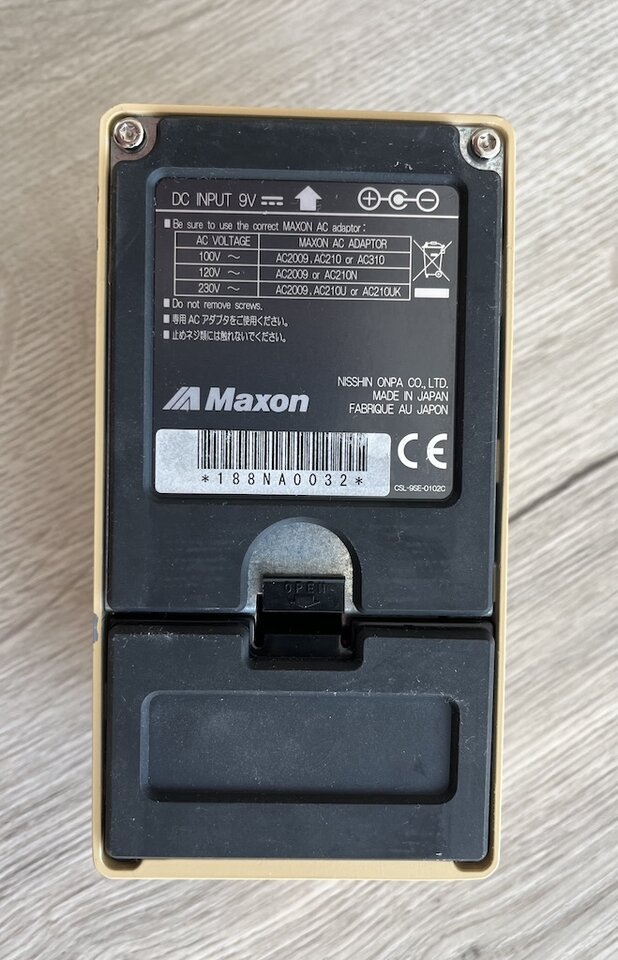 DC INPUT 9V
■ Be sure to use the correct MAXON AC adaptor:
AC VOLTAGE MAXON AC ADAPTOR
100V ～ AC2009, AC210 or AC310
120V ～ AC2009 or AC210N
230V ～ AC2009, AC210U or AC210UK
■ Do not remove screws.
■ 専用ACアダプタをご使用ください。
■ 止めネジ類には触れないでください。
NISSHIN ONPA CO., LTD.
MADE IN JAPAN
FABRIQUE AU JAPON
Maxon
CE
*188NA0032*
CSL-9SE-0102C
OPEN